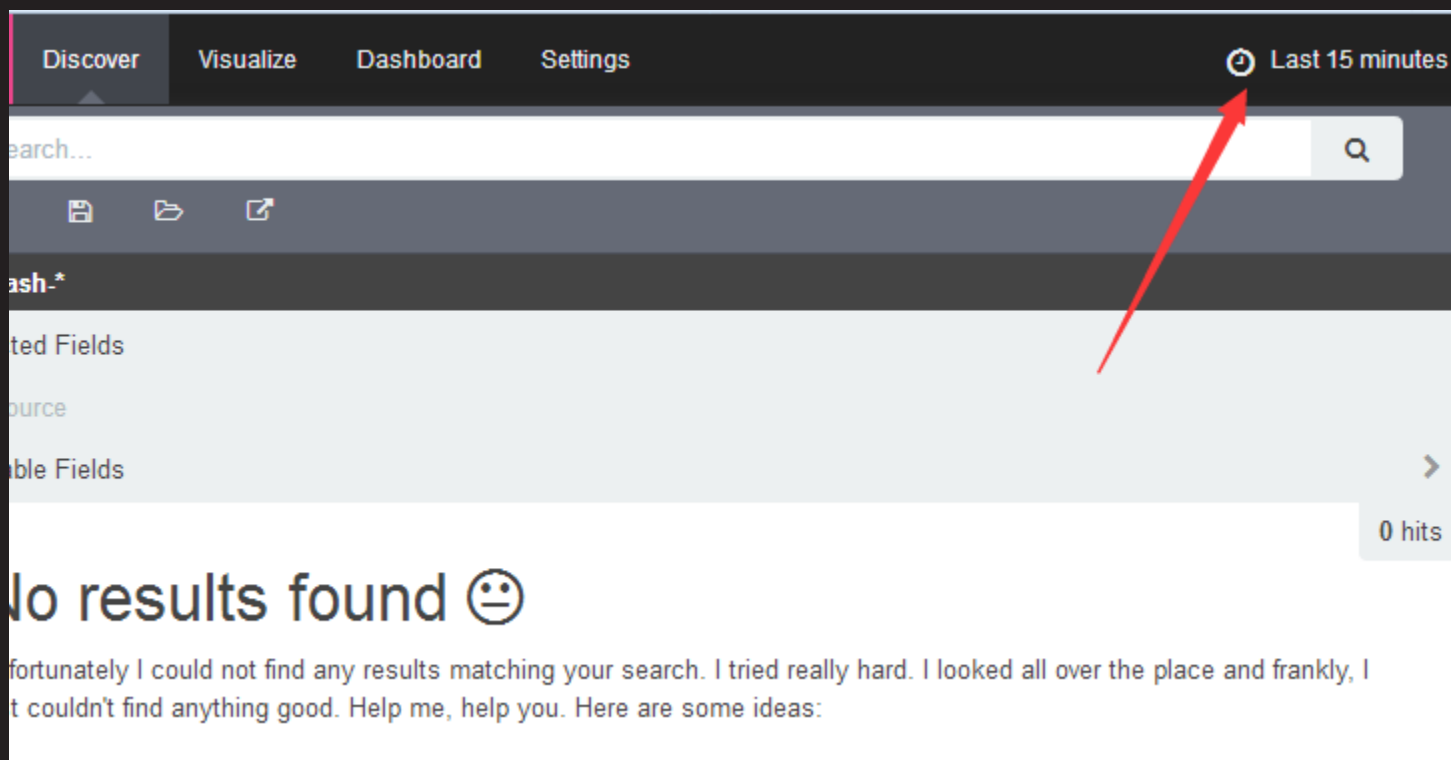 Discover Visualize Dashboard Settings Last 15 minutes
earch...
ash-*
ted Fields
ource
able Fields
0 hits
No results found
fortunately I could not find any results matching your search. I tried really hard. I looked all over the place and frankly, I
t couldn't find anything good. Help me, help you. Here are some ideas: